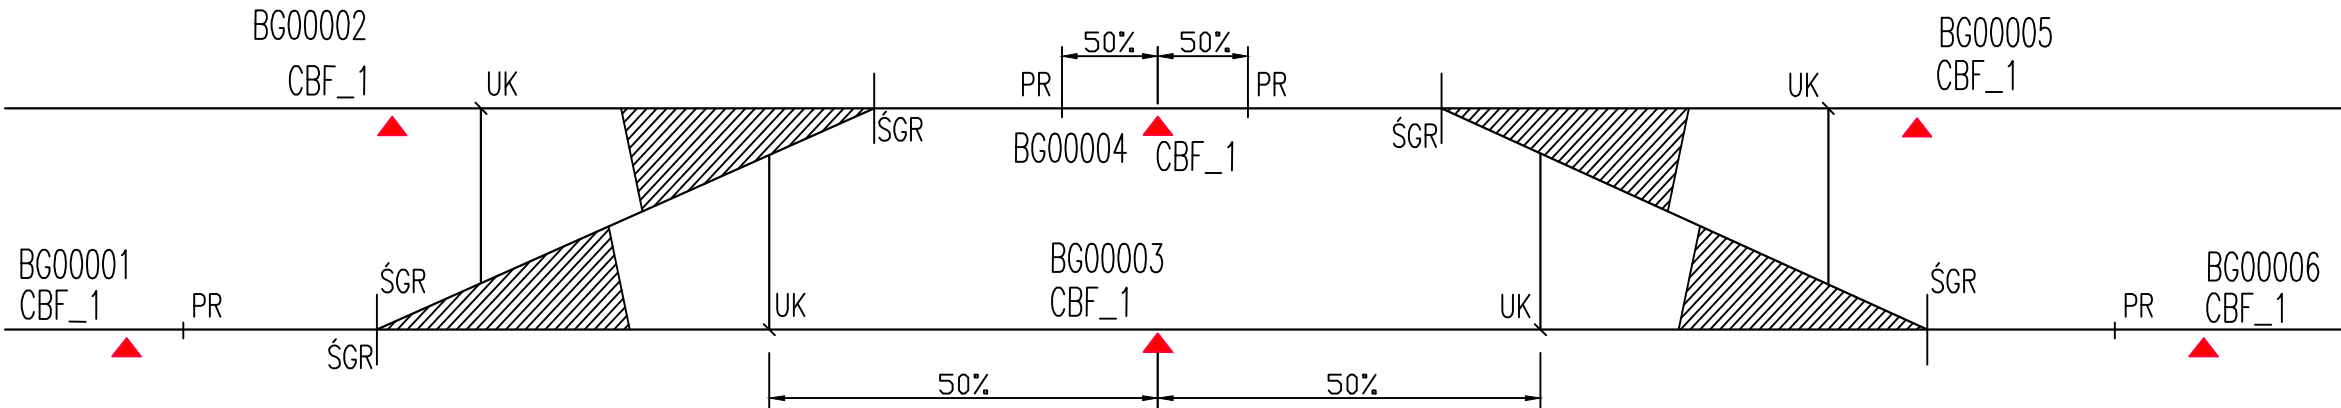 BG00002
CBF_1
UK
PR
50%
50%
PR
ŚGR
BG00004
CBF_1
ŚGR
UK
BG00005
CBF_1
BG00001
CBF_1
PR
ŚGR
ŚGR
UK
BG00003
CBF_1
UK
50%
50%
ŚGR
PR
BG00006
CBF_1